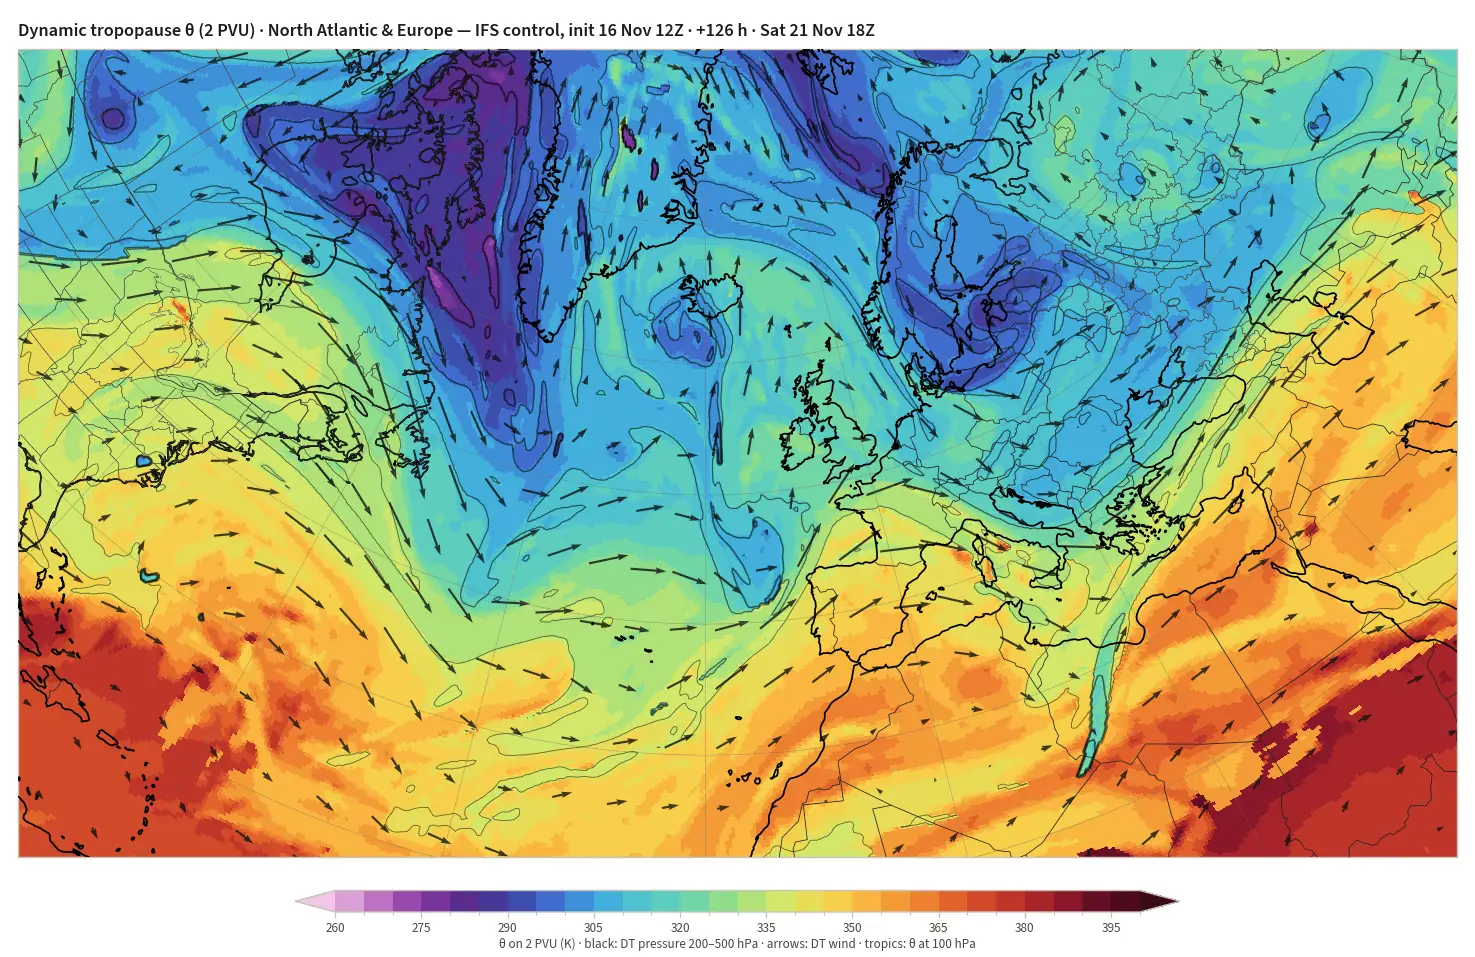 Dynamic tropopause θ (2 PVU) · North Atlantic & Europe — IFS control, init 16 Nov 12Z · +126 h · Sat 21 Nov 18Z
260 275 290 305 320 335 350 365 380 395
θ on 2 PVU (K) · black: DT pressure 200–500 hPa · arrows: DT wind · tropics: θ at 100 hPa